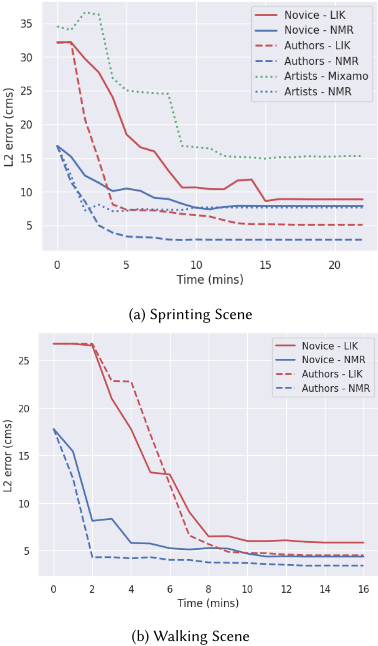 35
30
25
20
15
10
5
L2 error (cms)
Novice - LIK
Novice - NMR
Authors - LIK
Authors - NMR
Artists - Mixamo
Artists - NMR
0 5 10 15 20
Time (mins)
(a) Sprinting Scene
25
20
15
10
5
L2 error (cms)
Novice - LIK
Novice - NMR
Authors - LIK
Authors - NMR
0 2 4 6 8 10 12 14 16
Time (mins)
(b) Walking Scene